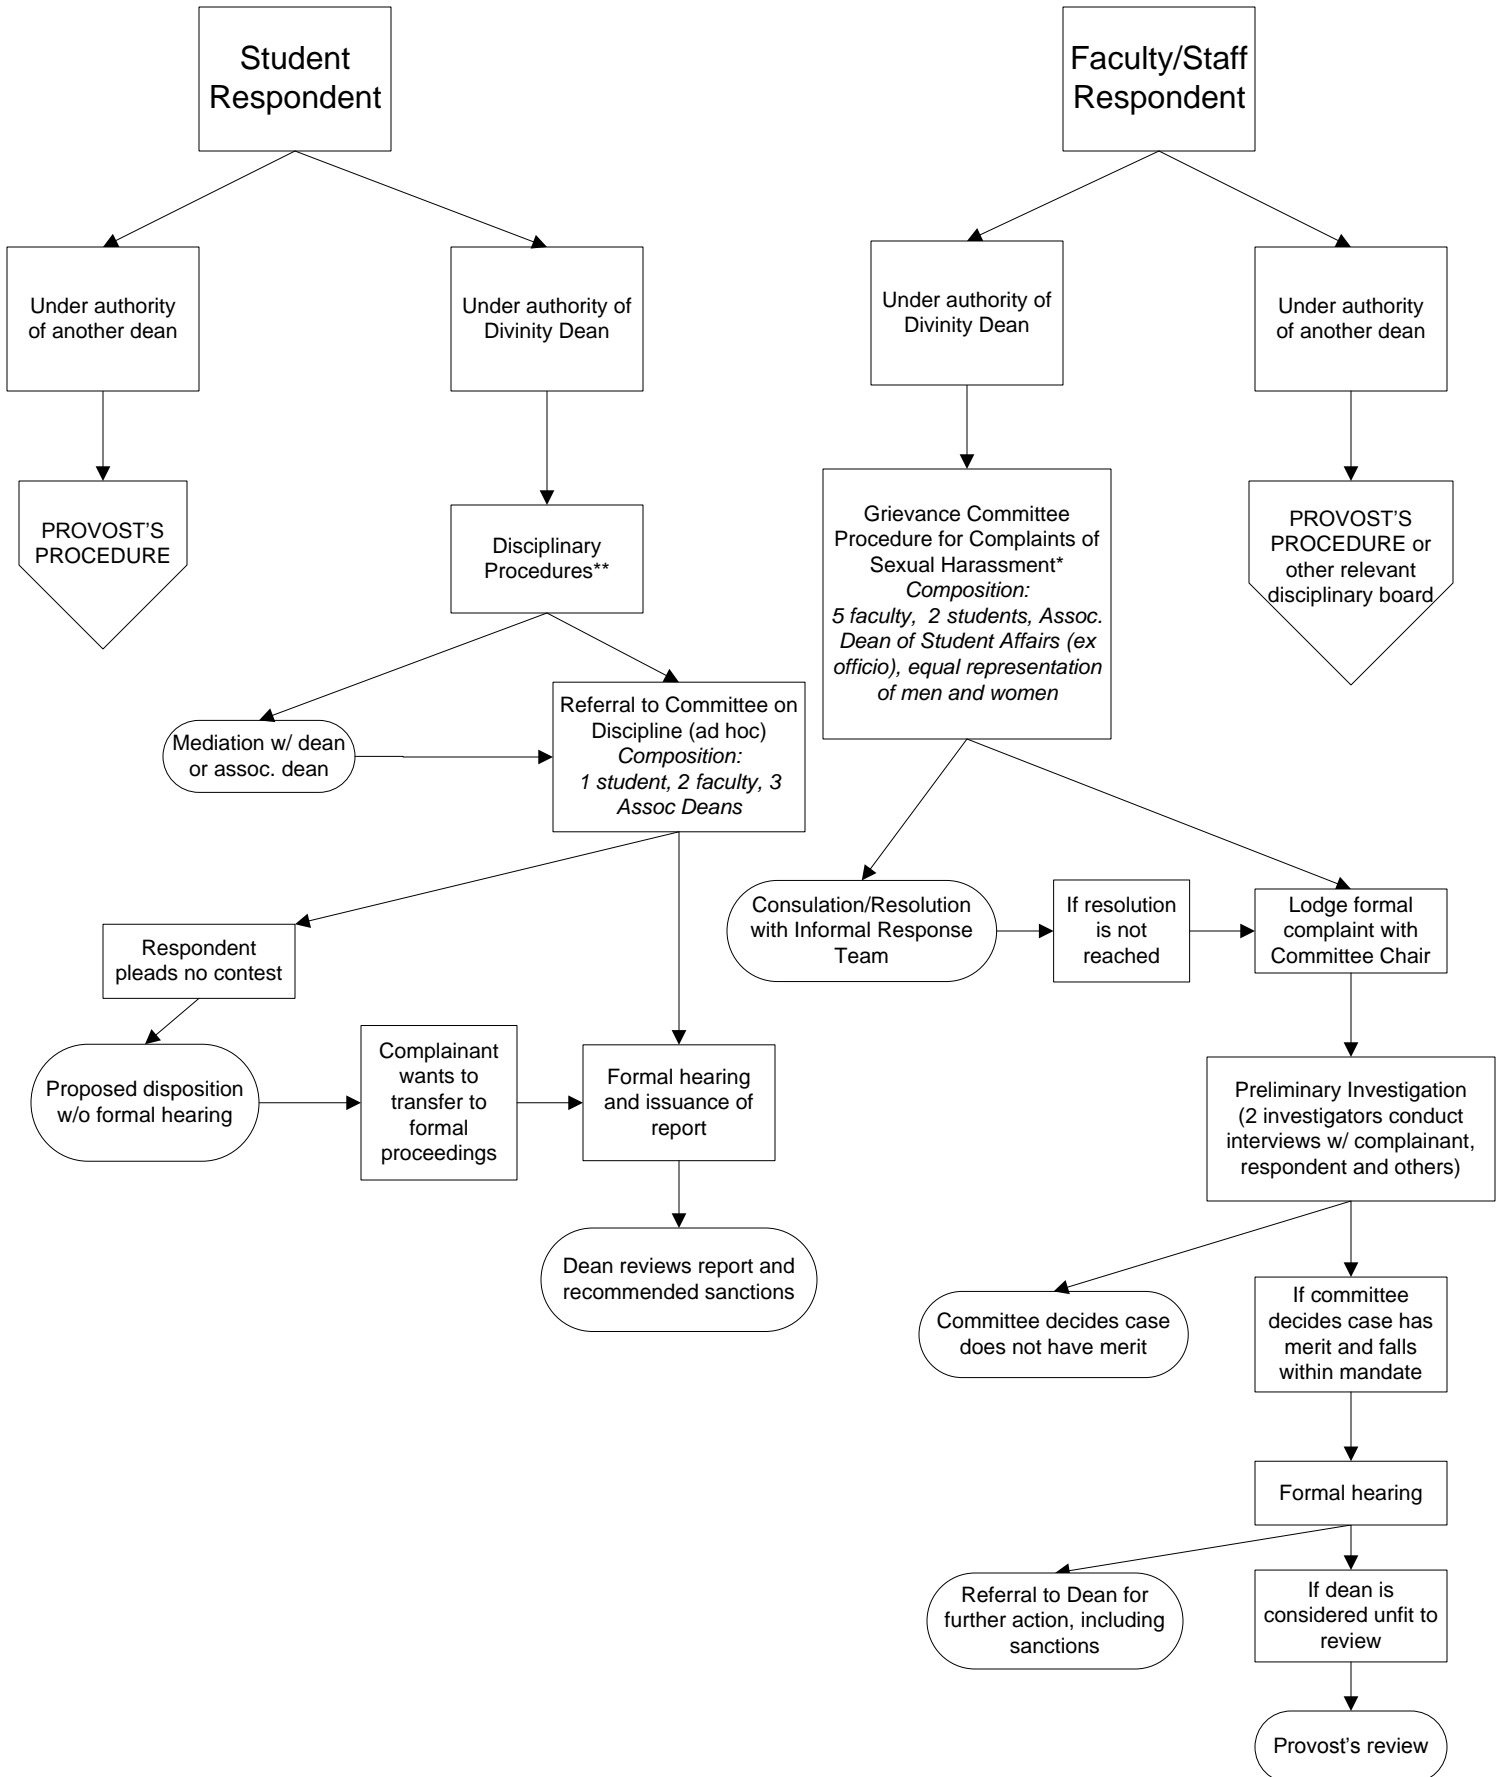 Student
Respondent
Faculty/Staff
Respondent
Under authority
of another dean
Under authority of
Divinity Dean
Under authority of
Divinity Dean
Under authority
of another dean
PROVOST'S
PROCEDURE
Disciplinary
Procedures**
Grievance Committee
Procedure for Complaints of
Sexual Harassment*
Composition:
5 faculty, 2 students, Assoc.
Dean of Student Affairs (ex
officio), equal representation
of men and women
PROVOST'S
PROCEDURE or
other relevant
disciplinary board
Mediation w/ dean
or assoc. dean
Referral to Committee on
Discipline (ad hoc)
Composition:
1 student, 2 faculty, 3
Assoc Deans
Respondent
pleads no contest
Consulation/Resolution
with Informal Response
Team
If resolution
is not
reached
Lodge formal
complaint with
Committee Chair
Proposed disposition
w/o formal hearing
Complainant
wants to
transfer to
formal
proceedings
Formal hearing
and issuance of
report
Preliminary Investigation
(2 investigators conduct
interviews w/ complainant,
respondent and others)
Dean reviews report and
recommended sanctions
Committee decides case
does not have merit
If committee
decides case has
merit and falls
within mandate
Formal hearing
Referral to Dean for
further action, including
sanctions
If dean is
considered unfit to
review
Provost's review